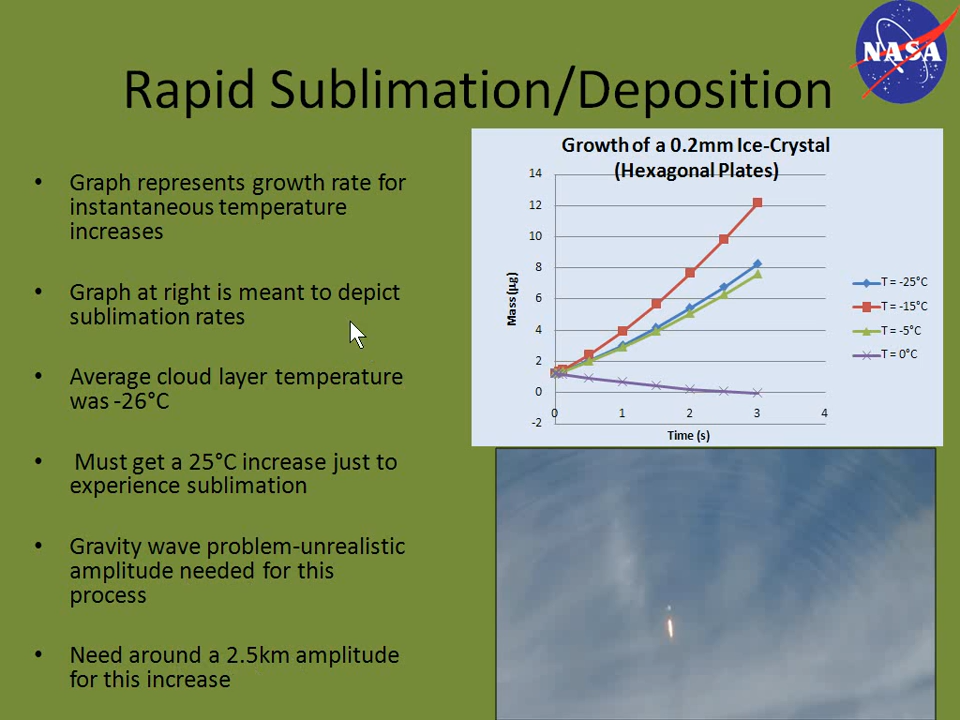 NASA
Rapid Sublimation/Deposition
• Graph represents growth rate for
instantaneous temperature
increases
• Graph at right is meant to depict
sublimation rates
• Average cloud layer temperature
was -26°C
• Must get a 25°C increase just to
experience sublimation
• Gravity wave problem-unrealistic
amplitude needed for this
process
• Need around a 2.5km amplitude
for this increase
Growth of a 0.2mm Ice-Crystal
(Hexagonal Plates)
14
12
10
8
6
4
2
0
-2
Mass (µg)
0 1 2 3 4
Time (s)
T = -25°C
T = -15°C
T = -5°C
T = 0°C